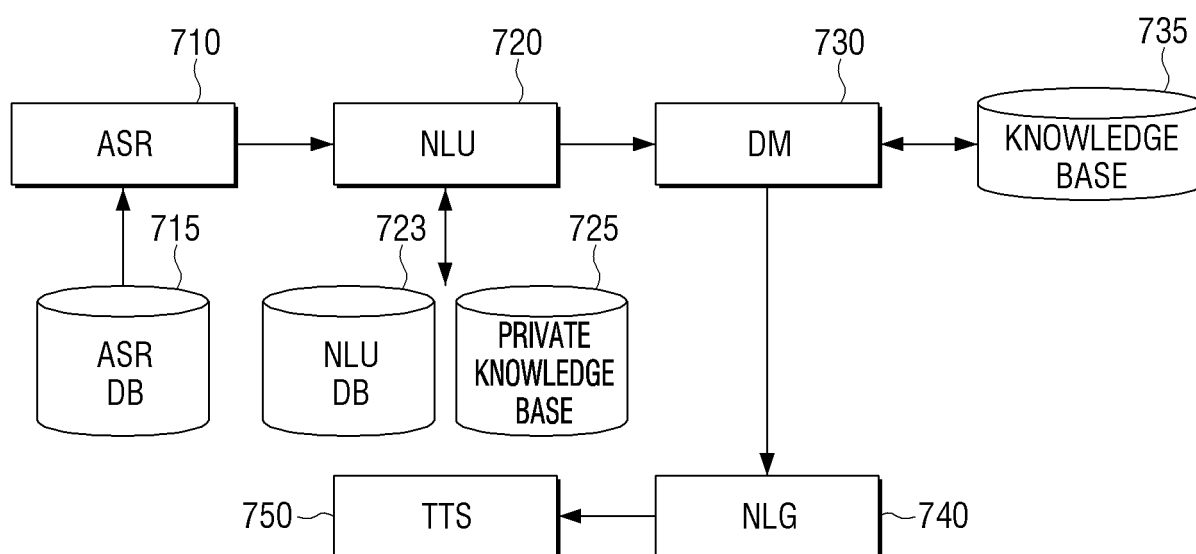 710
720
730
735
ASR
NLU
DM
KNOWLEDGE
BASE
715
723
725
ASR
DB
NLU
DB
PRIVATE
KNOWLEDGE
BASE
750
TTS
NLG
740